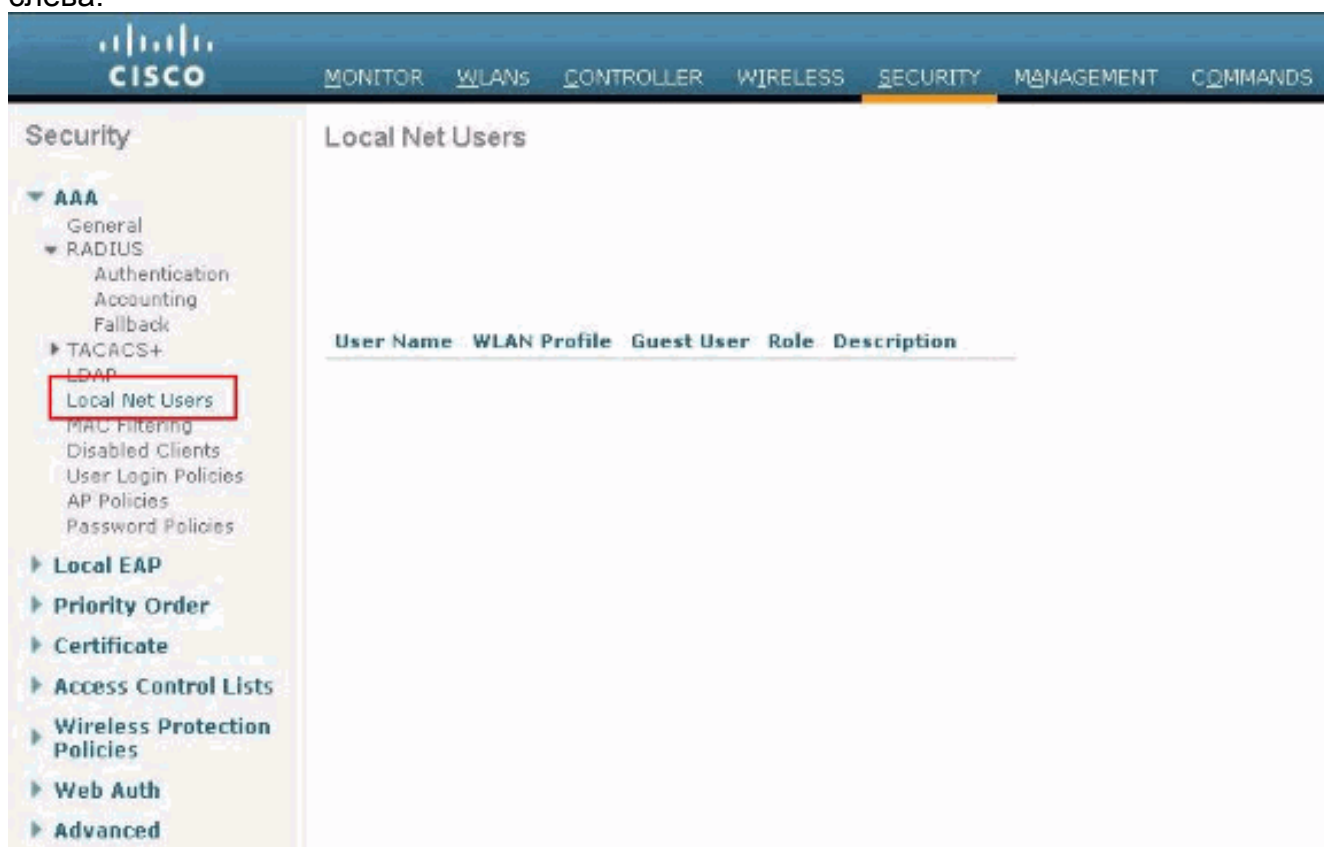 слева.
CISCO
MONITOR WLANs CONTROLLER WIRELESS SECURITY MANAGEMENT COMMANDS
Security
AAA
General
RADIUS
Authentication
Accounting
Fallback
TACACS+
LDAP
Local Net Users
MAC Filtering
Disabled Clients
User Login Policies
AP Policies
Password Policies
Local EAP
Priority Order
Certificate
Access Control Lists
Wireless Protection
Policies
Web Auth
Advanced
Local Net Users
User Name WLAN Profile Guest User Role Description